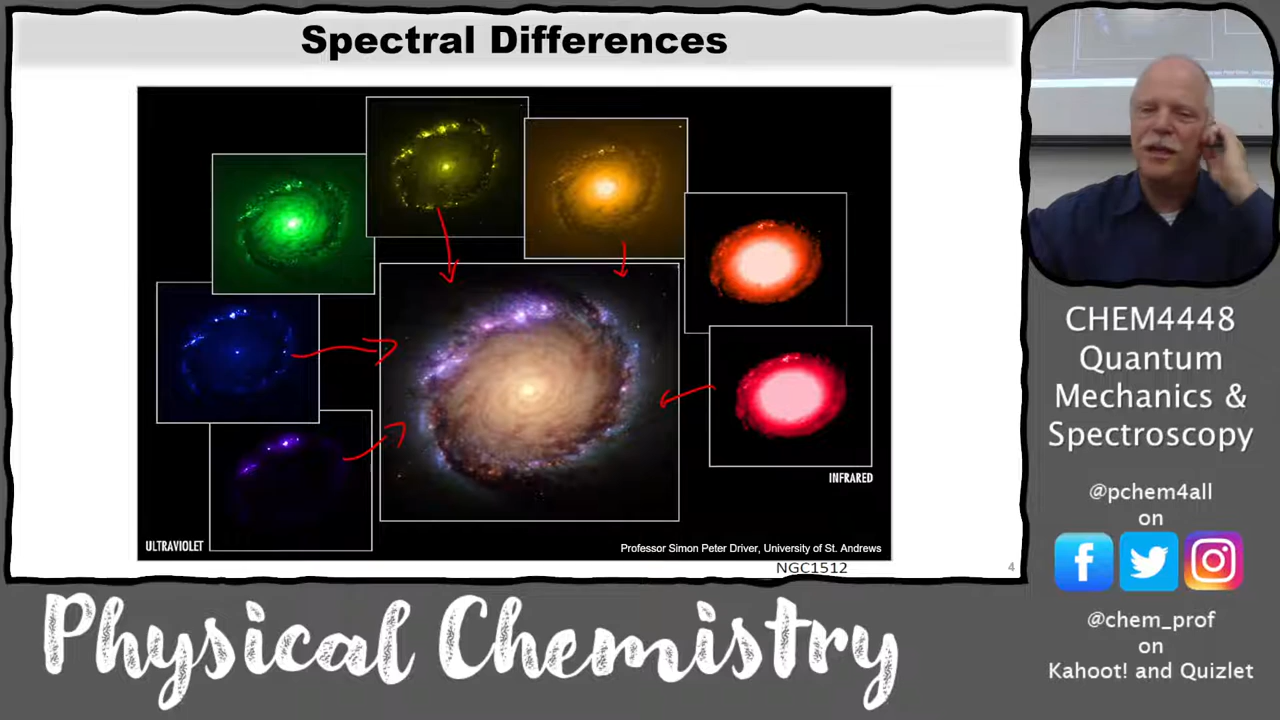 Spectral Differences
ULTRAVIOLET
INFRARED
Professor Simon Peter Driver, University of St. Andrews
NGC1512
4
CHEM4448
Quantum
Mechanics &
Spectroscopy
@pchem4all
on
@chem_prof
on
Kahoot! and Quizlet
Physical Chemistry